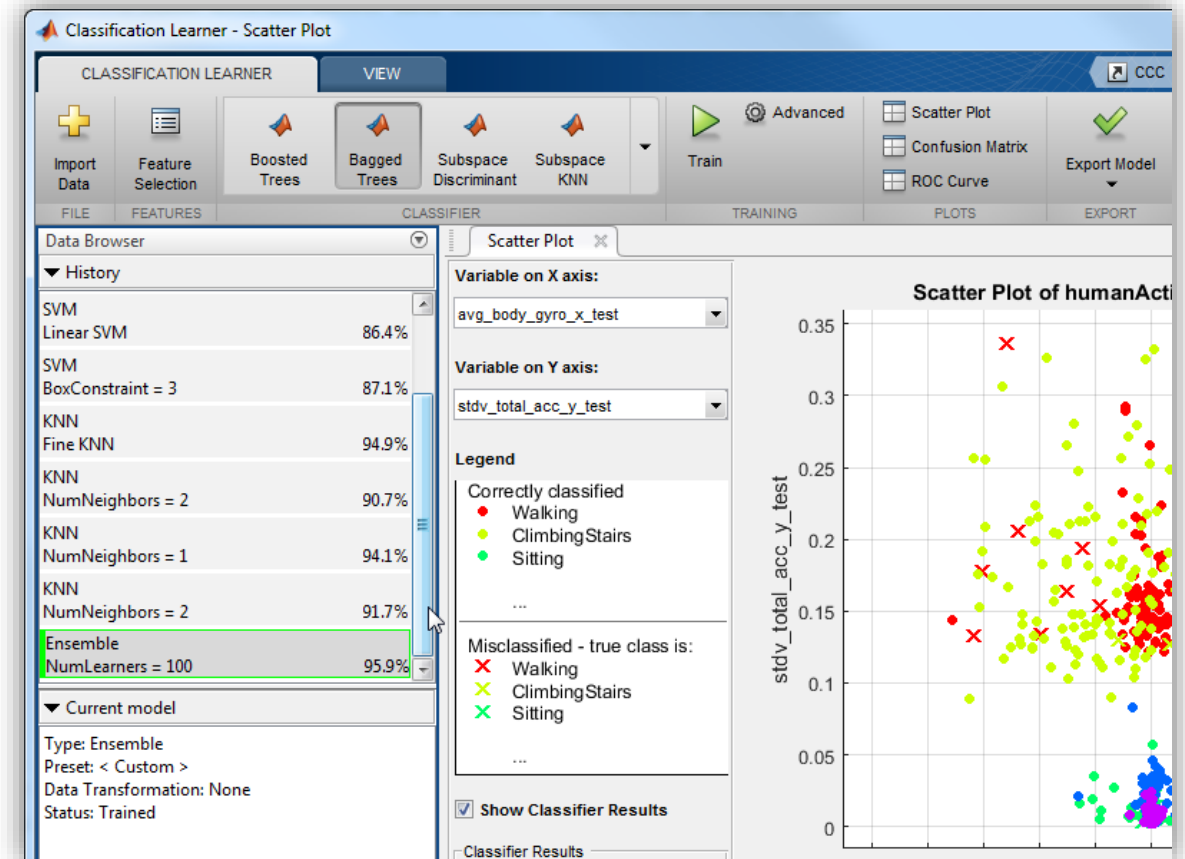 Classification Learner - Scatter Plot
CLASSIFICATION LEARNER
VIEW
CCC
Import Data
Feature Selection
Boosted Trees
Bagged Trees
Subspace Discriminant
Subspace KNN
Train
Advanced
Scatter Plot
Confusion Matrix
ROC Curve
Export Model
FILE
FEATURES
CLASSIFIER
TRAINING
PLOTS
EXPORT
Data Browser
History
SVM
Linear SVM 86.4%
SVM
BoxConstraint = 3 87.1%
KNN
Fine KNN 94.9%
KNN
NumNeighbors = 2 90.7%
KNN
NumNeighbors = 1 94.1%
KNN
NumNeighbors = 2 91.7%
Ensemble
NumLearners = 100 95.9%
Current model
Type: Ensemble
Preset: < Custom >
Data Transformation: None
Status: Trained
Scatter Plot
Variable on X axis:
avg_body_gyro_x_test
Variable on Y axis:
stdv_total_acc_y_test
Legend
Correctly classified
Walking
ClimbingStairs
Sitting
...
Misclassified - true class is:
Walking
ClimbingStairs
Sitting
...
Show Classifier Results
Classifier Results
Scatter Plot of humanActi
stdv_total_acc_y_test
0.35
0.3
0.25
0.2
0.15
0.1
0.05
0